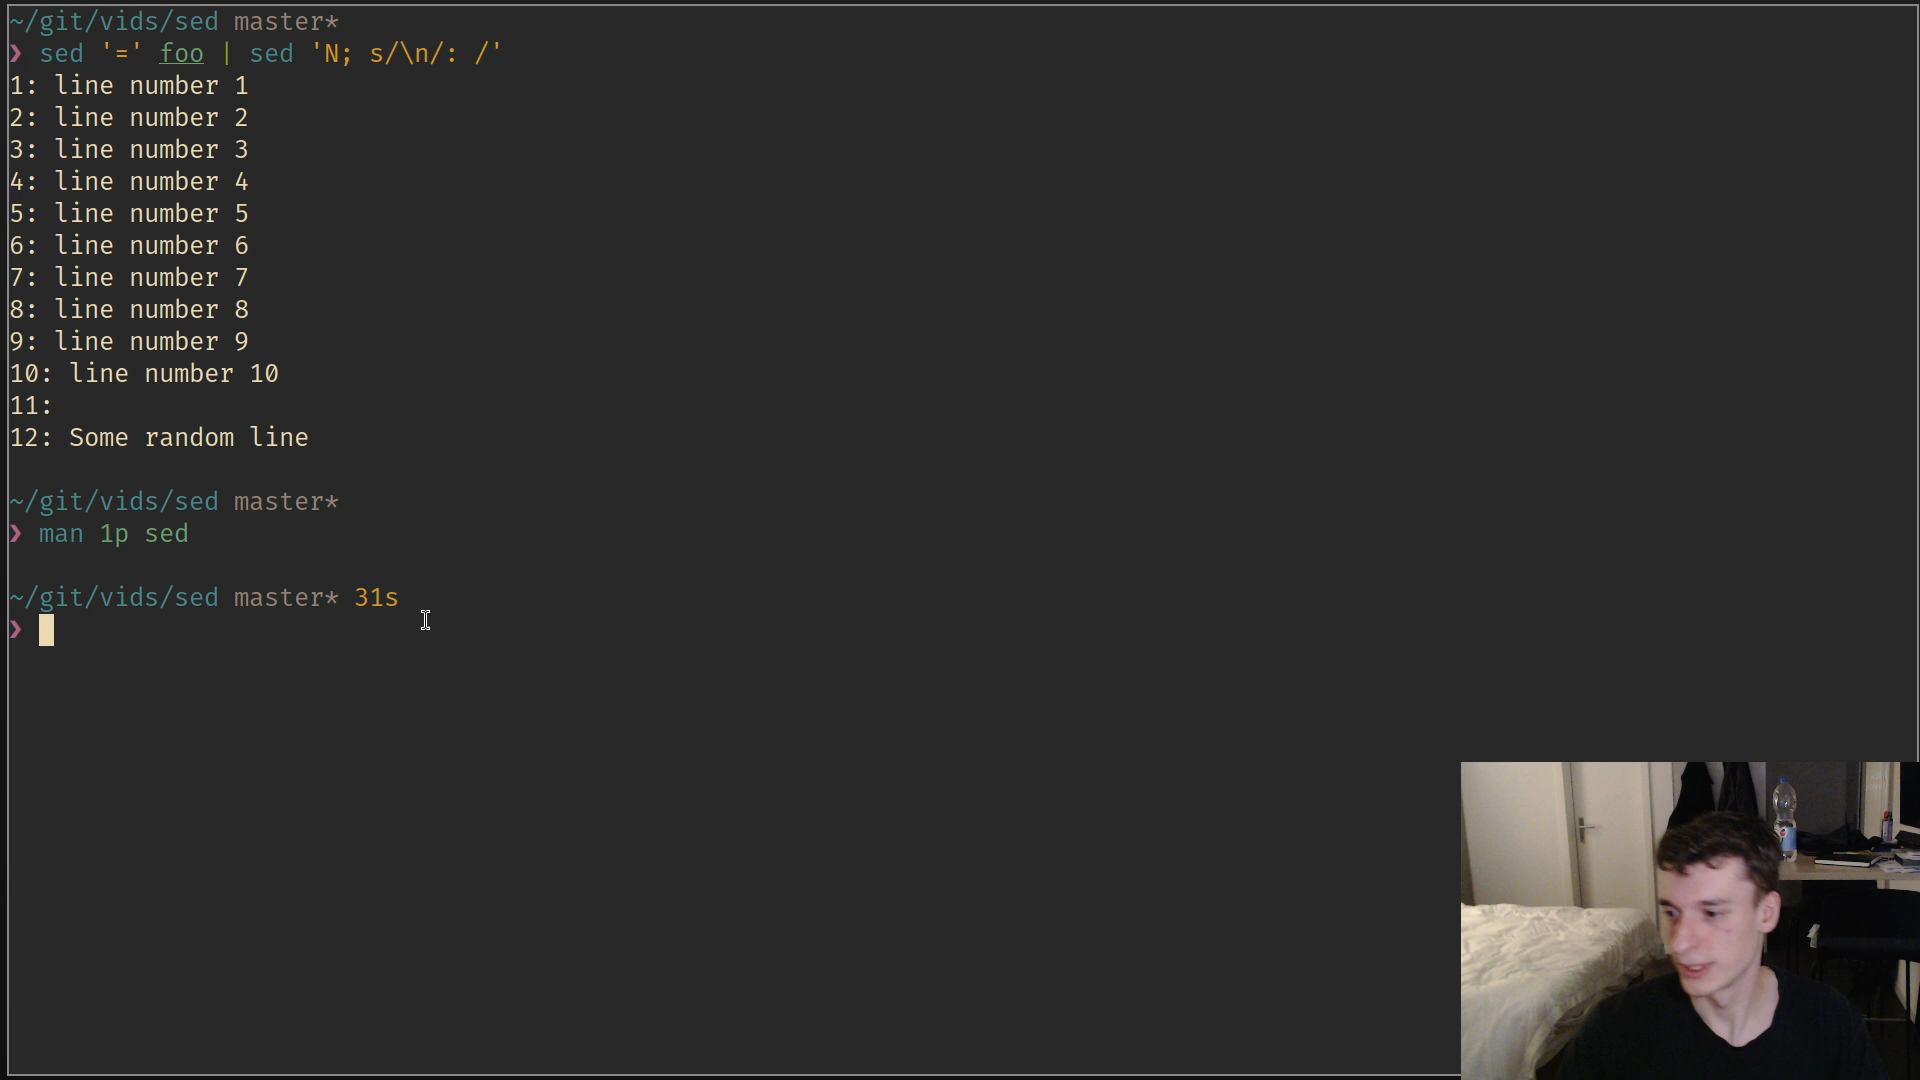 ~/git/vids/sed master*
❯ sed '=' foo | sed 'N; s/\n/: /'
1: line number 1
2: line number 2
3: line number 3
4: line number 4
5: line number 5
6: line number 6
7: line number 7
8: line number 8
9: line number 9
10: line number 10
11:
12: Some random line
~/git/vids/sed master*
❯ man 1p sed
~/git/vids/sed master* 31s
❯